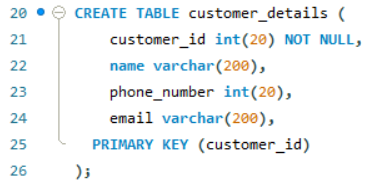 20 CREATE TABLE customer_details (
21 customer_id int(20) NOT NULL,
22 name varchar(200),
23 phone_number int(20),
24 email varchar(200),
25 PRIMARY KEY (customer_id)
26 );